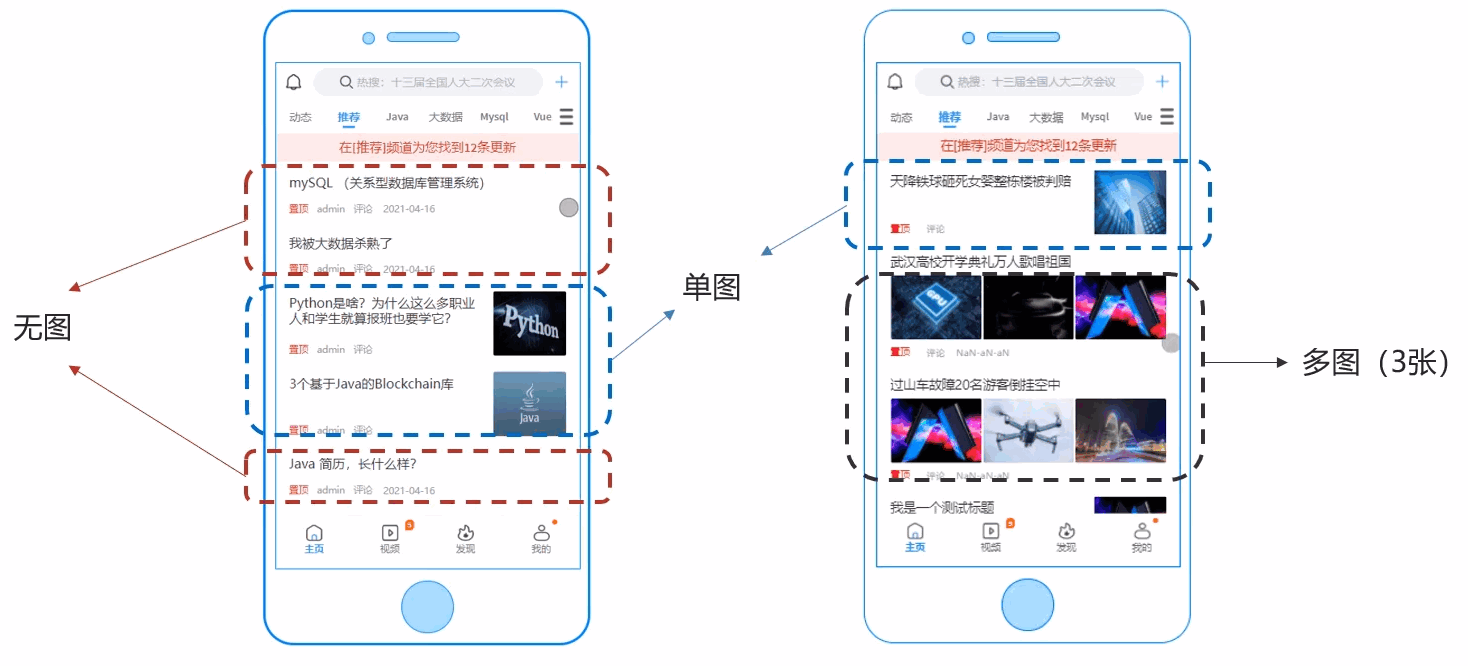 热搜：十三届全国人大二次会议
动态 推荐 Java 大数据 Mysql Vue
在[推荐]频道为您找到12条更新
mySQL （关系型数据库管理系统）
置顶 admin 评论 2021-04-16
我被大数据杀熟了
置顶 admin 评论 2021-04-16
Python是啥？为什么这么多职业
人和学生就算报班也要学它？
Python
置顶 admin 评论
3个基于Java的Blockchain库
Java
置顶 admin 评论
Java 简历，长什么样？
置顶 admin 评论 2021-04-16
5
主页 视频 发现 我的
无图
单图
热搜：十三届全国人大二次会议
动态 推荐 Java 大数据 Mysql Vue
在[推荐]频道为您找到12条更新
天降铁球砸死女婴整栋楼被判赔
置顶 评论
武汉高校开学典礼万人歌唱祖国
GPU
置顶 评论 NaN-aN-aN
过山车故障20名游客倒挂空中
置顶 评论 NaN-aN-aN
我是一个测试标题
5
主页 视频 发现 我的
多图（3张）